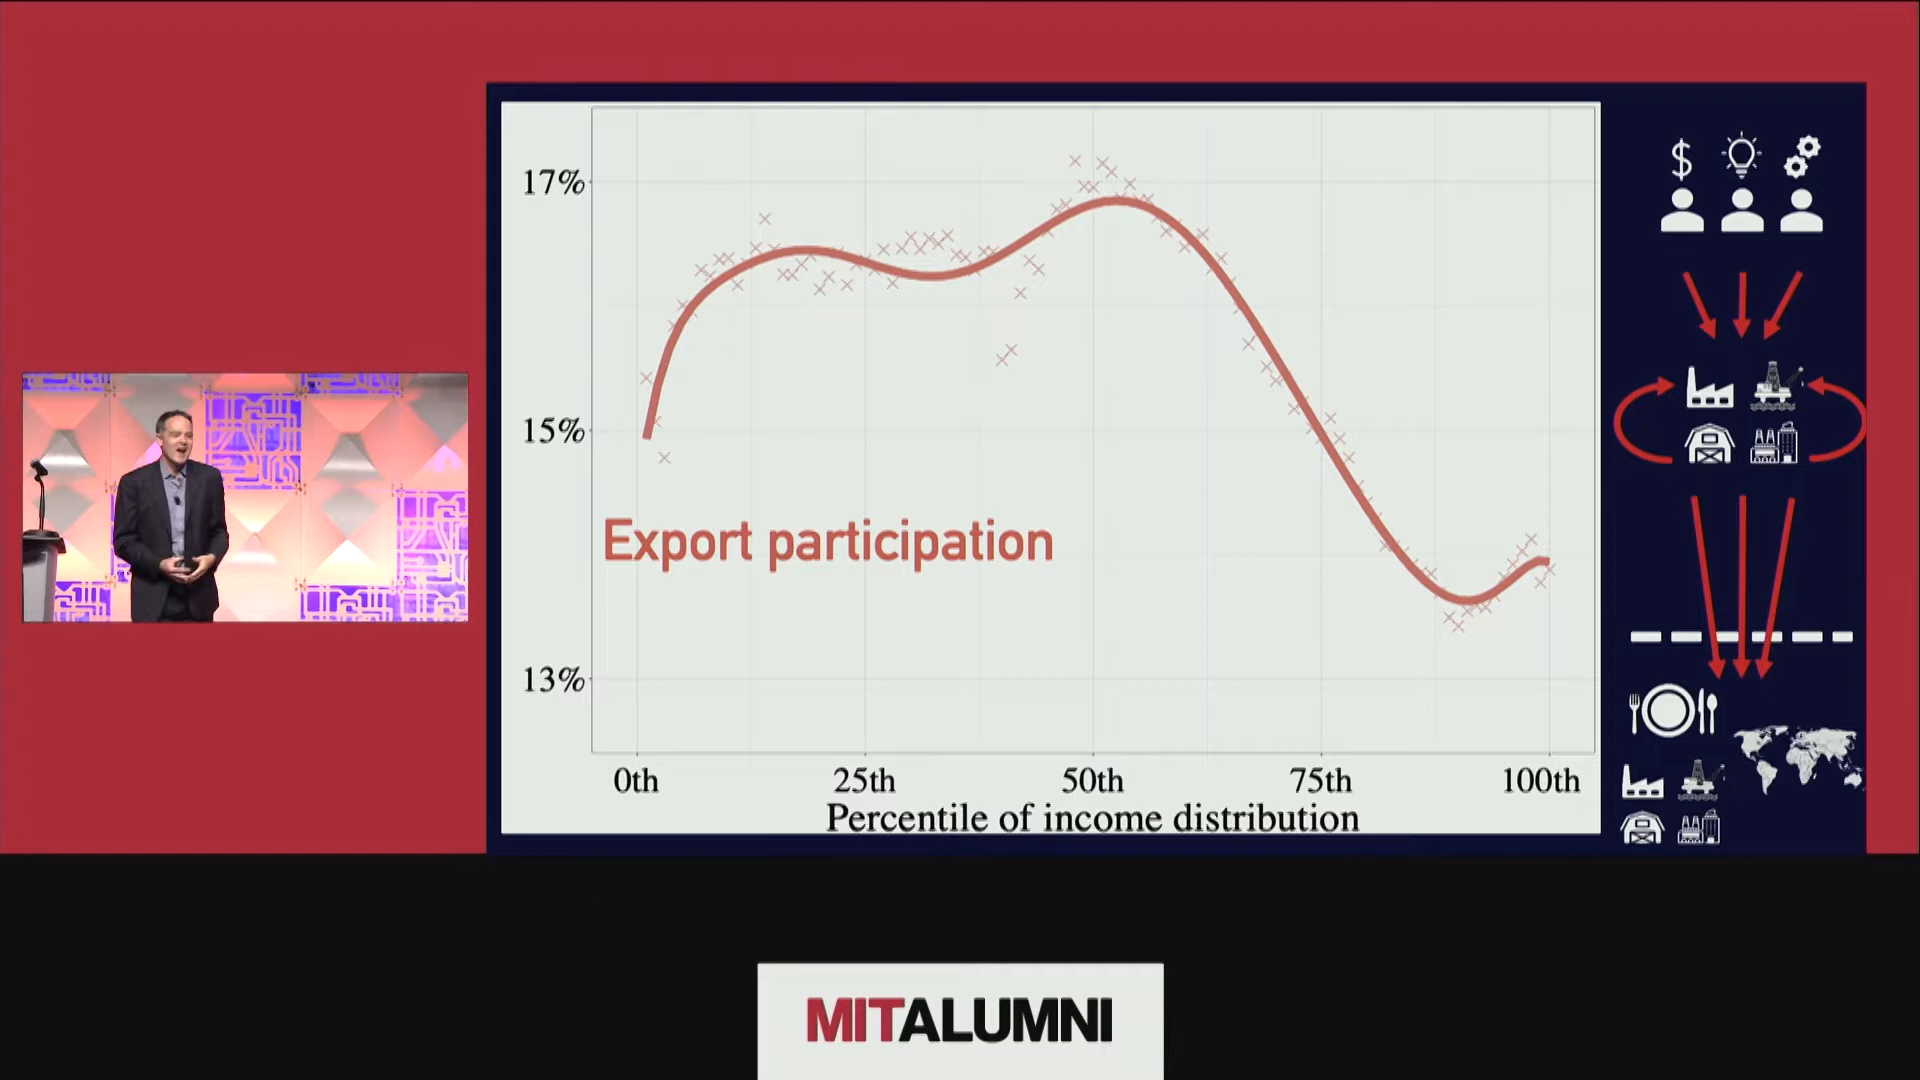 17%
15%
13%
Export participation
0th 25th 50th 75th 100th
Percentile of income distribution
$
MITALUMNI